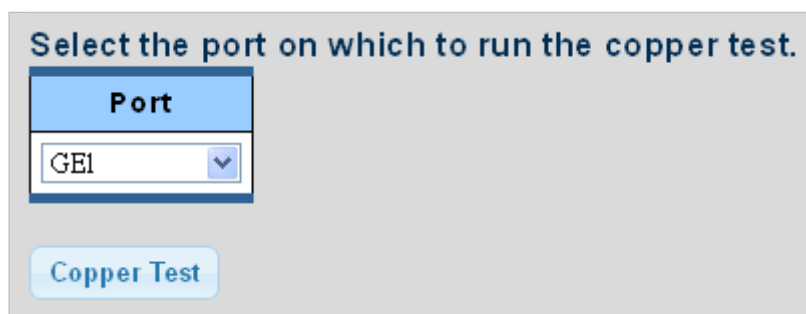 Select the port on which to run the copper test.
Port
GE1
Copper Test